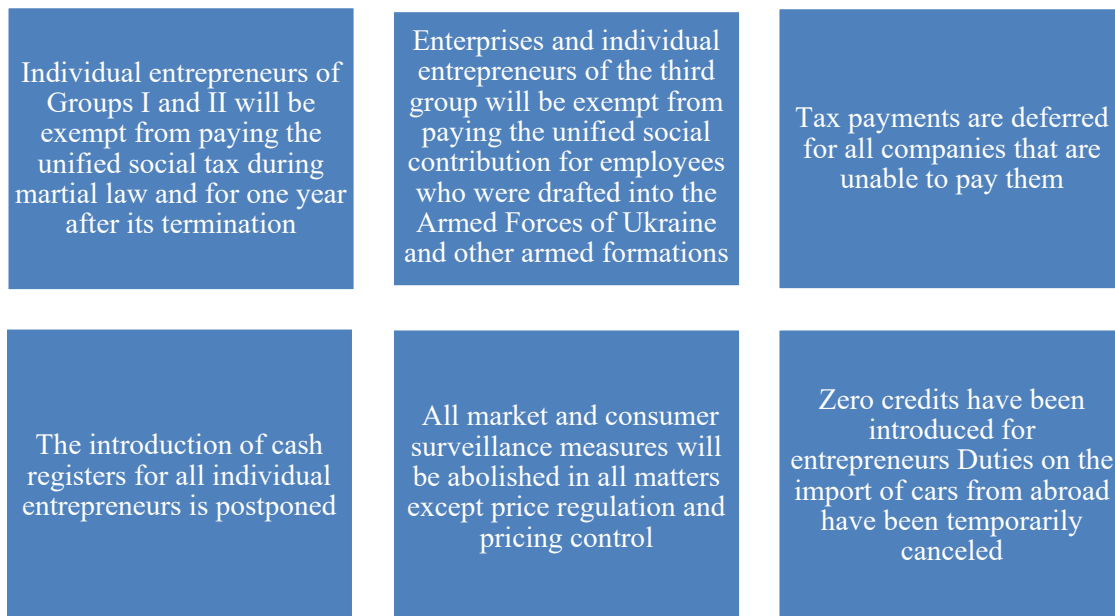 Individual entrepreneurs of
Groups I and II will be
exempt from paying the
unified social tax during
martial law and for one year
after its termination
Enterprises and individual
entrepreneurs of the third
group will be exempt from
paying the unified social
contribution for employees
who were drafted into the
Armed Forces of Ukraine
and other armed formations
Tax payments are deferred
for all companies that are
unable to pay them
The introduction of cash
registers for all individual
entrepreneurs is postponed
All market and consumer
surveillance measures will
be abolished in all matters
except price regulation and
pricing control
Zero credits have been
introduced for
entrepreneurs Duties on the
import of cars from abroad
have been temporarily
canceled